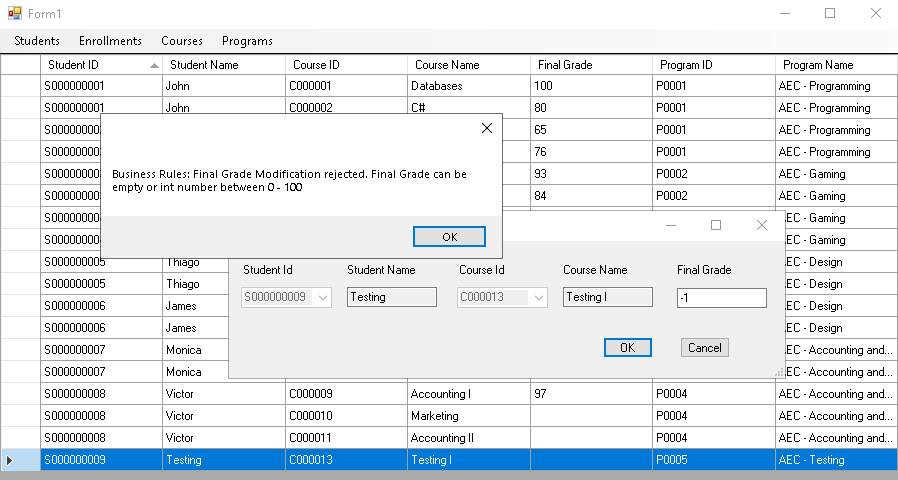 Form1
Students Enrollments Courses Programs
Student ID Student Name Course ID Course Name Final Grade Program ID Program Name
S000000001 John C000001 Databases 100 P0001 AEC - Programming
S000000001 John C000002 C# 80 P0001 AEC - Programming
65 P0001 AEC - Programming
76 P0001 AEC - Programming
93 P0002 AEC - Gaming
84 P0002 AEC - Gaming
Business Rules: Final Grade Modification rejected. Final Grade can be
empty or int number between 0 - 100
OK
AEC - Gaming
AEC - Gaming
S000000005 Thiago AEC - Design
S000000005 Thiago AEC - Design
S000000006 James AEC - Design
S000000006 James AEC - Design
S000000007 Monica AEC - Accounting and...
S000000007 Monica AEC - Accounting and...
Student Id Student Name Course Id Course Name Final Grade
S000000009 Testing C000013 Testing I -1
OK Cancel
S000000008 Victor C000009 Accounting I 97 P0004 AEC - Accounting and...
S000000008 Victor C000010 Marketing P0004 AEC - Accounting and...
S000000008 Victor C000011 Accounting II P0004 AEC - Accounting and...
S000000009 Testing C000013 Testing I P0005 AEC - Testing